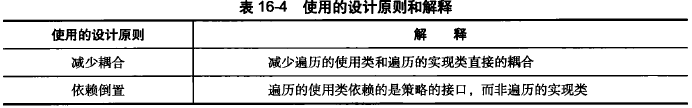 表 16-4 使用的设计原则和解释
使用的设计原则 解 释
减少耦合 减少遍历的使用类和遍历的实现类直接的耦合
依赖倒置 遍历的使用类依赖的是策略的接口，而非遍历的实现类